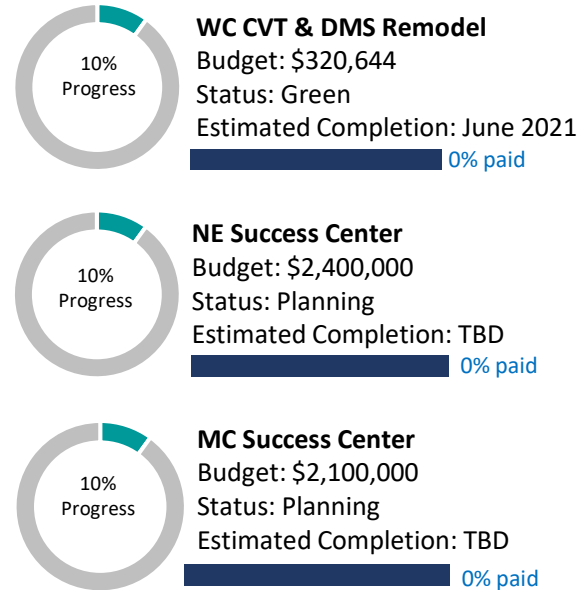 10%
Progress
WC CVT & DMS Remodel
Budget: $320,644
Status: Green
Estimated Completion: June 2021
0% paid
10%
Progress
NE Success Center
Budget: $2,400,000
Status: Planning
Estimated Completion: TBD
0% paid
10%
Progress
MC Success Center
Budget: $2,100,000
Status: Planning
Estimated Completion: TBD
0% paid